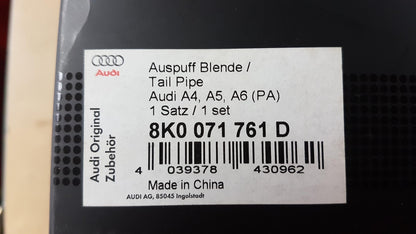 Audi
Auspuff Blende /
Tail Pipe
Audi A4, A5, A6 (PA)
1 Satz / 1 set
8K0 071 761 D
4 039378 430962
Made in China
AUDI AG, 85045 Ingolstadt
Audi Original
Zubehör